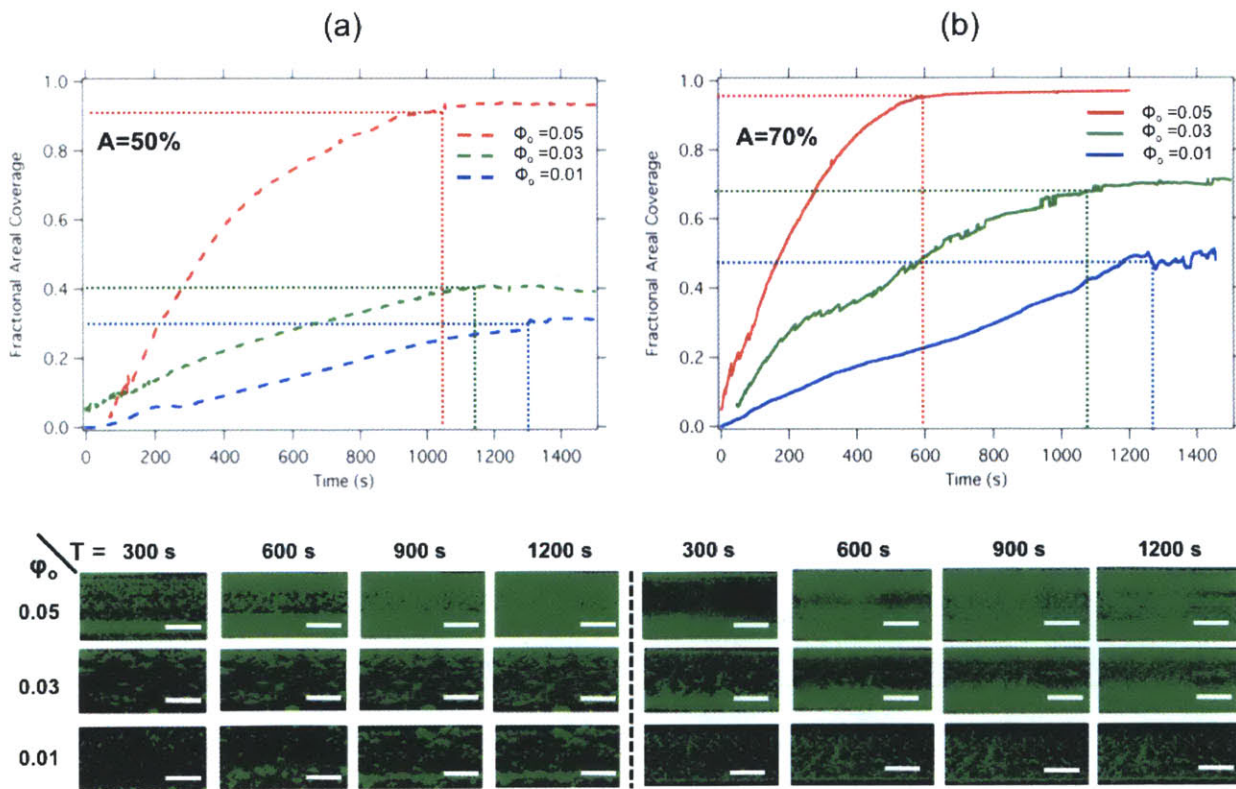 (a)
(b)
Fractional Areal Coverage
1.0
0.8
0.6
0.4
0.2
0.0
A=50%
Φo =0.05
Φo =0.03
Φo =0.01
0 200 400 600 800 1000 1200 1400
Time (s)
Fractional Areal Coverage
1.0
0.8
0.6
0.4
0.2
0.0
A=70%
Φo =0.05
Φo =0.03
Φo =0.01
0 200 400 600 800 1000 1200 1400
Time (s)
φo T = 300 s 600 s 900 s 1200 s 300 s 600 s 900 s 1200 s
0.05
0.03
0.01